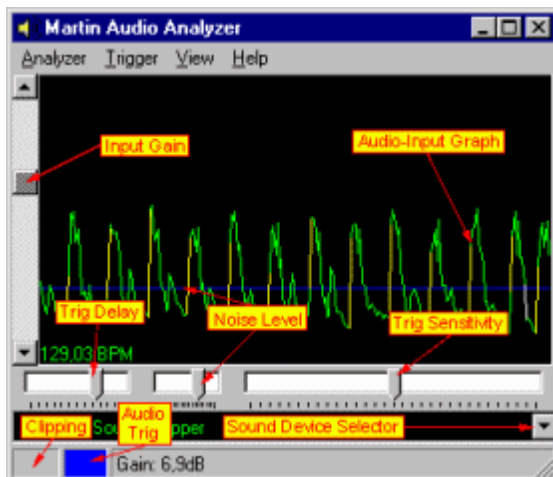 Martin Audio Analyzer
Analyzer Trigger View Help
Input Gain
Audio-Input Graph
Trig Delay
Noise Level
Trig Sensitivity
129,03 BPM
Clipping
Audio
Trig
Sound Device Selector
Gain: 6,9dB